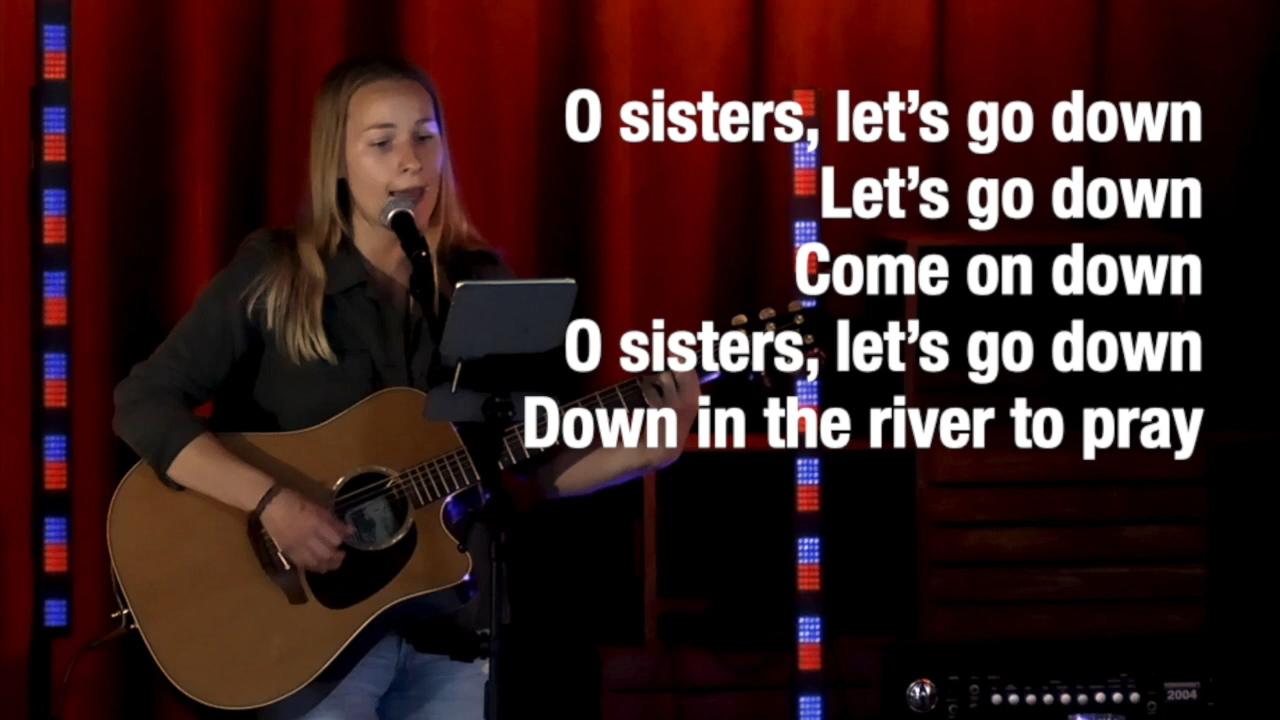 O sisters, let’s go down
Let’s go down
Come on down
O sisters, let’s go down
Down in the river to pray
2004